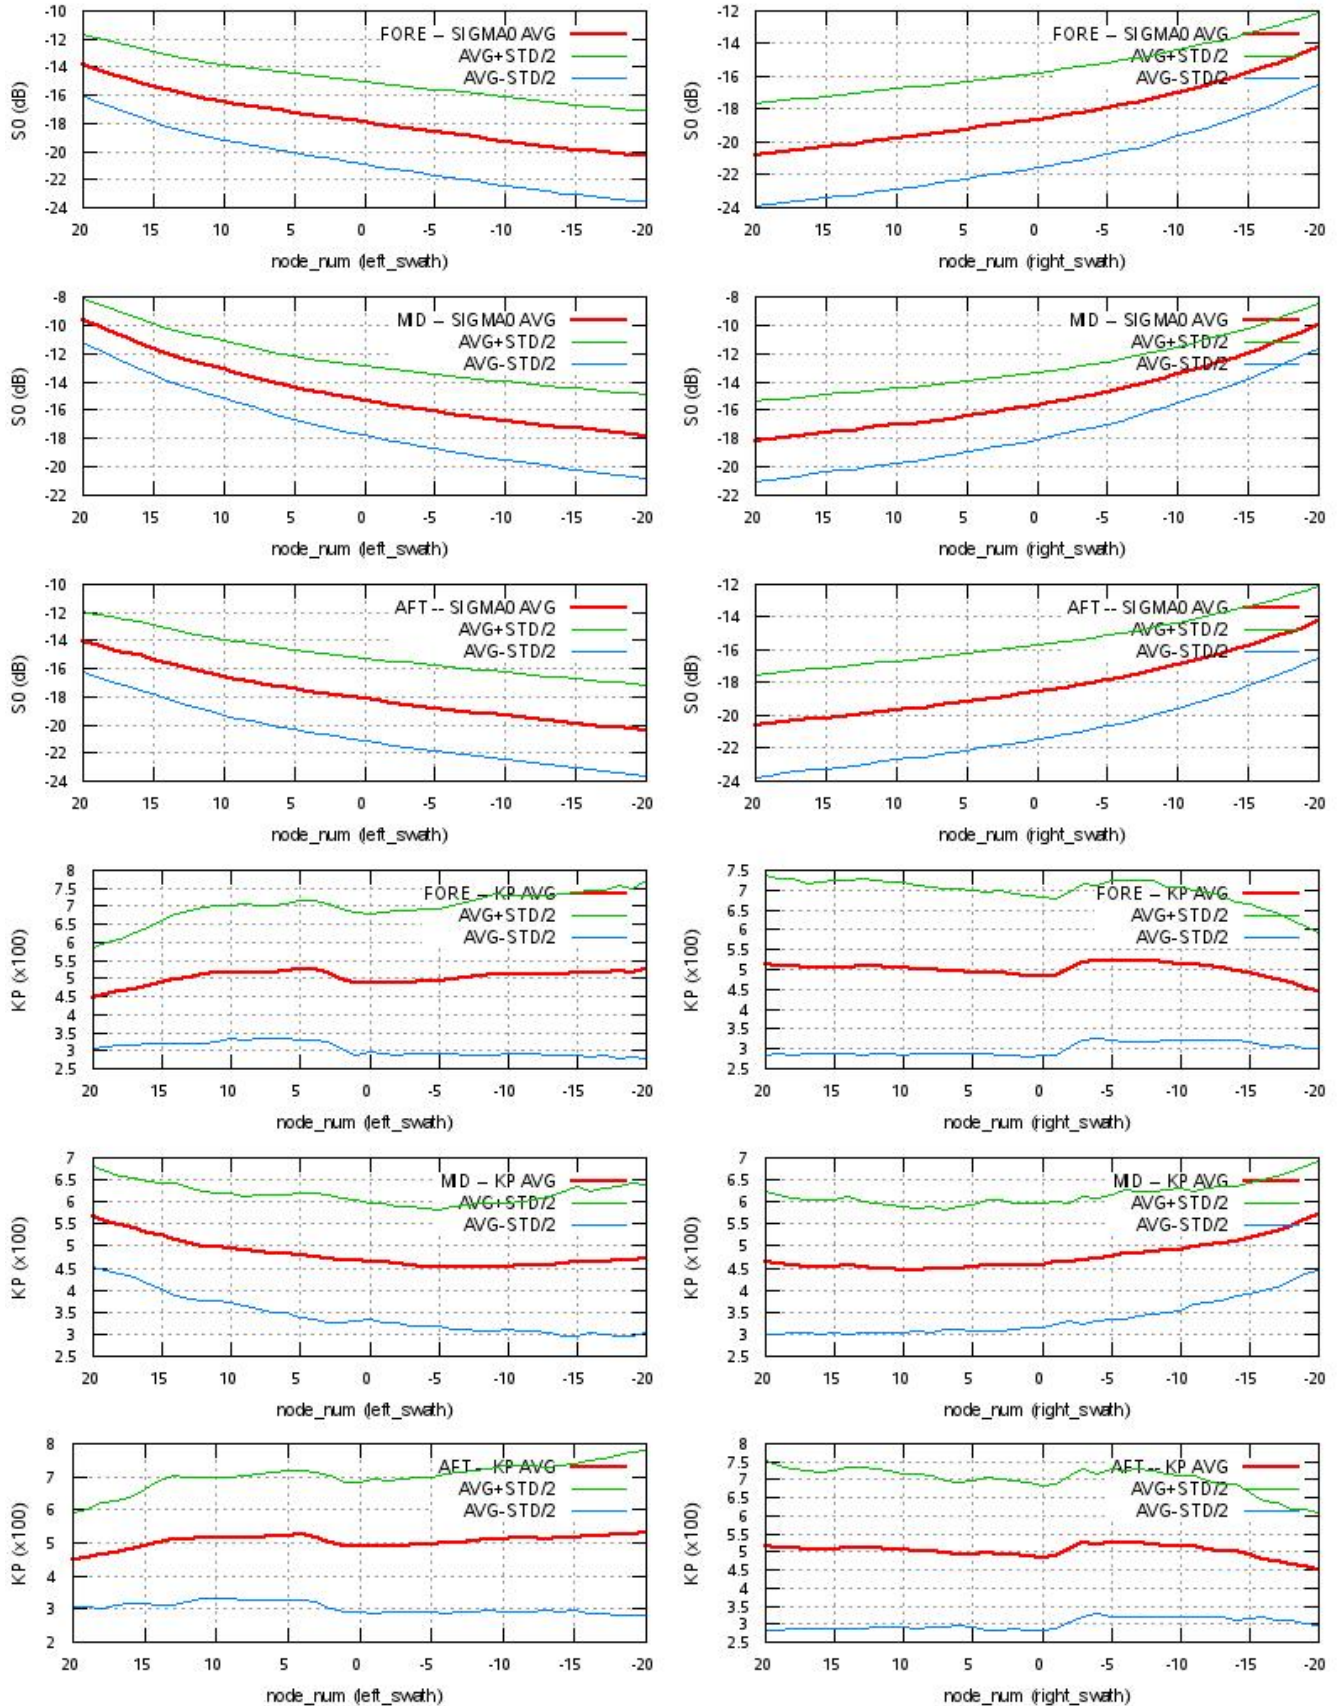 -10
-12
-14
-16
-18
-20
-22
-24
S0 (dB)
FORE -- SIGMA0 AVG
AVG+STD/2
AVG-STD/2
20 15 10 5 0 -5 -10 -15 -20
node_num (left_swath)
-12
-14
-16
-18
-20
-22
-24
S0 (dB)
FORE -- SIGMA0 AVG
AVG+STD/2
AVG-STD/2
20 15 10 5 0 -5 -10 -15 -20
node_num (right_swath)
-8
-10
-12
-14
-16
-18
-20
-22
S0 (dB)
MID -- SIGMA0 AVG
AVG+STD/2
AVG-STD/2
20 15 10 5 0 -5 -10 -15 -20
node_num (left_swath)
-8
-10
-12
-14
-16
-18
-20
-22
S0 (dB)
MID -- SIGMA0 AVG
AVG+STD/2
AVG-STD/2
20 15 10 5 0 -5 -10 -15 -20
node_num (right_swath)
-10
-12
-14
-16
-18
-20
-22
-24
S0 (dB)
AFT -- SIGMA0 AVG
AVG+STD/2
AVG-STD/2
20 15 10 5 0 -5 -10 -15 -20
node_num (left_swath)
-12
-14
-16
-18
-20
-22
-24
S0 (dB)
AFT -- SIGMA0 AVG
AVG+STD/2
AVG-STD/2
20 15 10 5 0 -5 -10 -15 -20
node_num (right_swath)
8
7.5
7
6.5
6
5.5
5
4.5
4
3.5
3
2.5
KP (x100)
FORE -- KP AVG
AVG+STD/2
AVG-STD/2
20 15 10 5 0 -5 -10 -15 -20
node_num (left_swath)
7.5
7
6.5
6
5.5
5
4.5
4
3.5
3
2.5
KP (x100)
FORE -- KP AVG
AVG+STD/2
AVG-STD/2
20 15 10 5 0 -5 -10 -15 -20
node_num (right_swath)
7
6.5
6
5.5
5
4.5
4
3.5
3
2.5
KP (x100)
MID -- KP AVG
AVG+STD/2
AVG-STD/2
20 15 10 5 0 -5 -10 -15 -20
node_num (left_swath)
7
6.5
6
5.5
5
4.5
4
3.5
3
2.5
KP (x100)
MID -- KP AVG
AVG+STD/2
AVG-STD/2
20 15 10 5 0 -5 -10 -15 -20
node_num (right_swath)
8
7
6
5
4
3
2
KP (x100)
AFT -- KP AVG
AVG+STD/2
AVG-STD/2
20 15 10 5 0 -5 -10 -15 -20
node_num (left_swath)
8
7.5
7
6.5
6
5.5
5
4.5
4
3.5
3
2.5
KP (x100)
AFT -- KP AVG
AVG+STD/2
AVG-STD/2
20 15 10 5 0 -5 -10 -15 -20
node_num (right_swath)